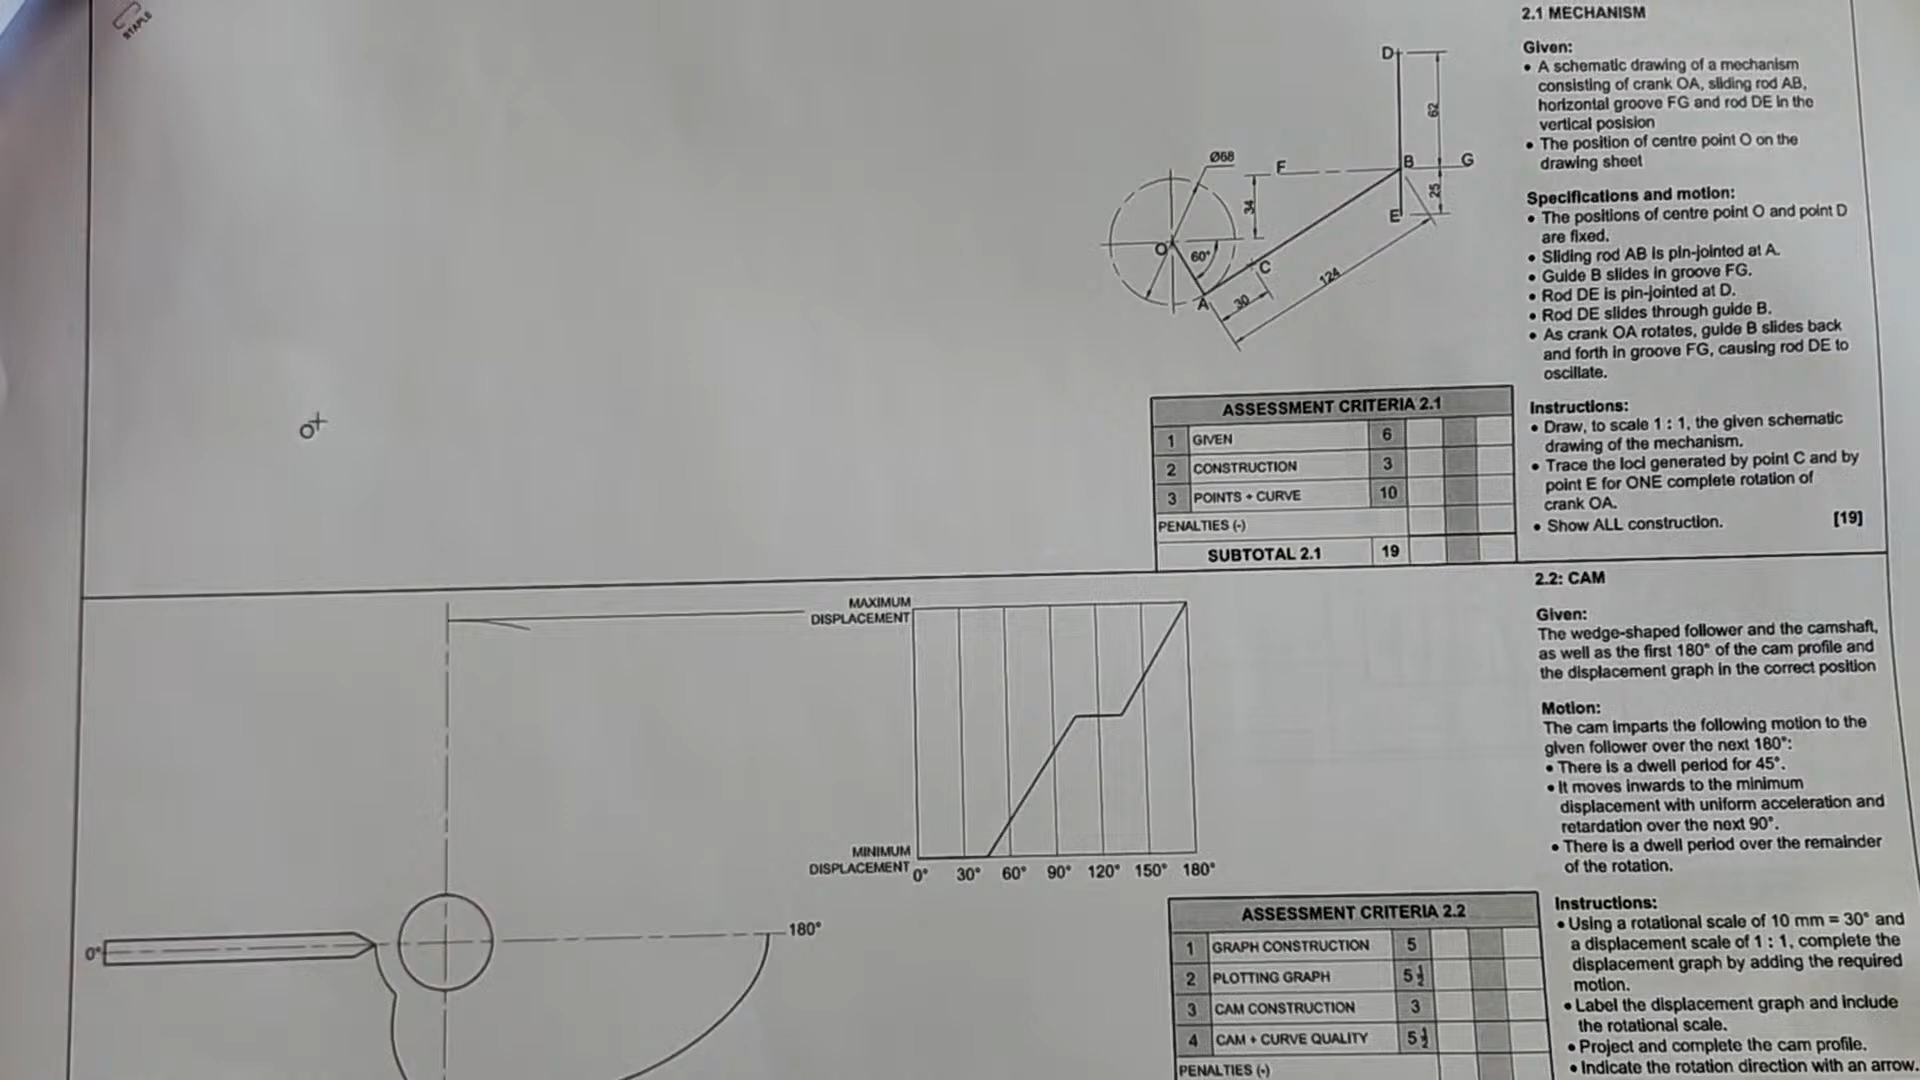 STAPLE
2.1 MECHANISM
Given:
• A schematic drawing of a mechanism
consisting of crank OA, sliding rod AB,
horizontal groove FG and rod DE in the
vertical posision
• The position of centre point O on the
drawing sheet
Specifications and motion:
• The positions of centre point O and point D
are fixed.
• Sliding rod AB is pin-jointed at A.
• Guide B slides in groove FG.
• Rod DE is pin-jointed at D.
• Rod DE slides through guide B.
• As crank OA rotates, guide B slides back
and forth in groove FG, causing rod DE to
oscillate.
Instructions:
• Draw, to scale 1 : 1, the given schematic
drawing of the mechanism.
• Trace the loci generated by point C and by
point E for ONE complete rotation of
crank OA.
• Show ALL construction. [19]
D
62
Ø68
F
B
G
34
25
E
O
60°
C
A
30
124
O
ASSESSMENT CRITERIA 2.1
1 GIVEN 6
2 CONSTRUCTION 3
3 POINTS + CURVE 10
PENALTIES (-)
SUBTOTAL 2.1 19
2.2: CAM
Given:
The wedge-shaped follower and the camshaft,
as well as the first 180° of the cam profile and
the displacement graph in the correct position
Motion:
The cam imparts the following motion to the
given follower over the next 180°:
• There is a dwell period for 45°.
• It moves inwards to the minimum
displacement with uniform acceleration and
retardation over the next 90°.
• There is a dwell period over the remainder
of the rotation.
Instructions:
• Using a rotational scale of 10 mm = 30° and
a displacement scale of 1 : 1, complete the
displacement graph by adding the required
motion.
• Label the displacement graph and include
the rotational scale.
• Project and complete the cam profile.
• Indicate the rotation direction with an arrow.
MAXIMUM
DISPLACEMENT
MINIMUM
DISPLACEMENT
0° 30° 60° 90° 120° 150° 180°
0°
180°
ASSESSMENT CRITERIA 2.2
1 GRAPH CONSTRUCTION 5
2 PLOTTING GRAPH 5½
3 CAM CONSTRUCTION 3
4 CAM + CURVE QUALITY 5½
PENALTIES (-)